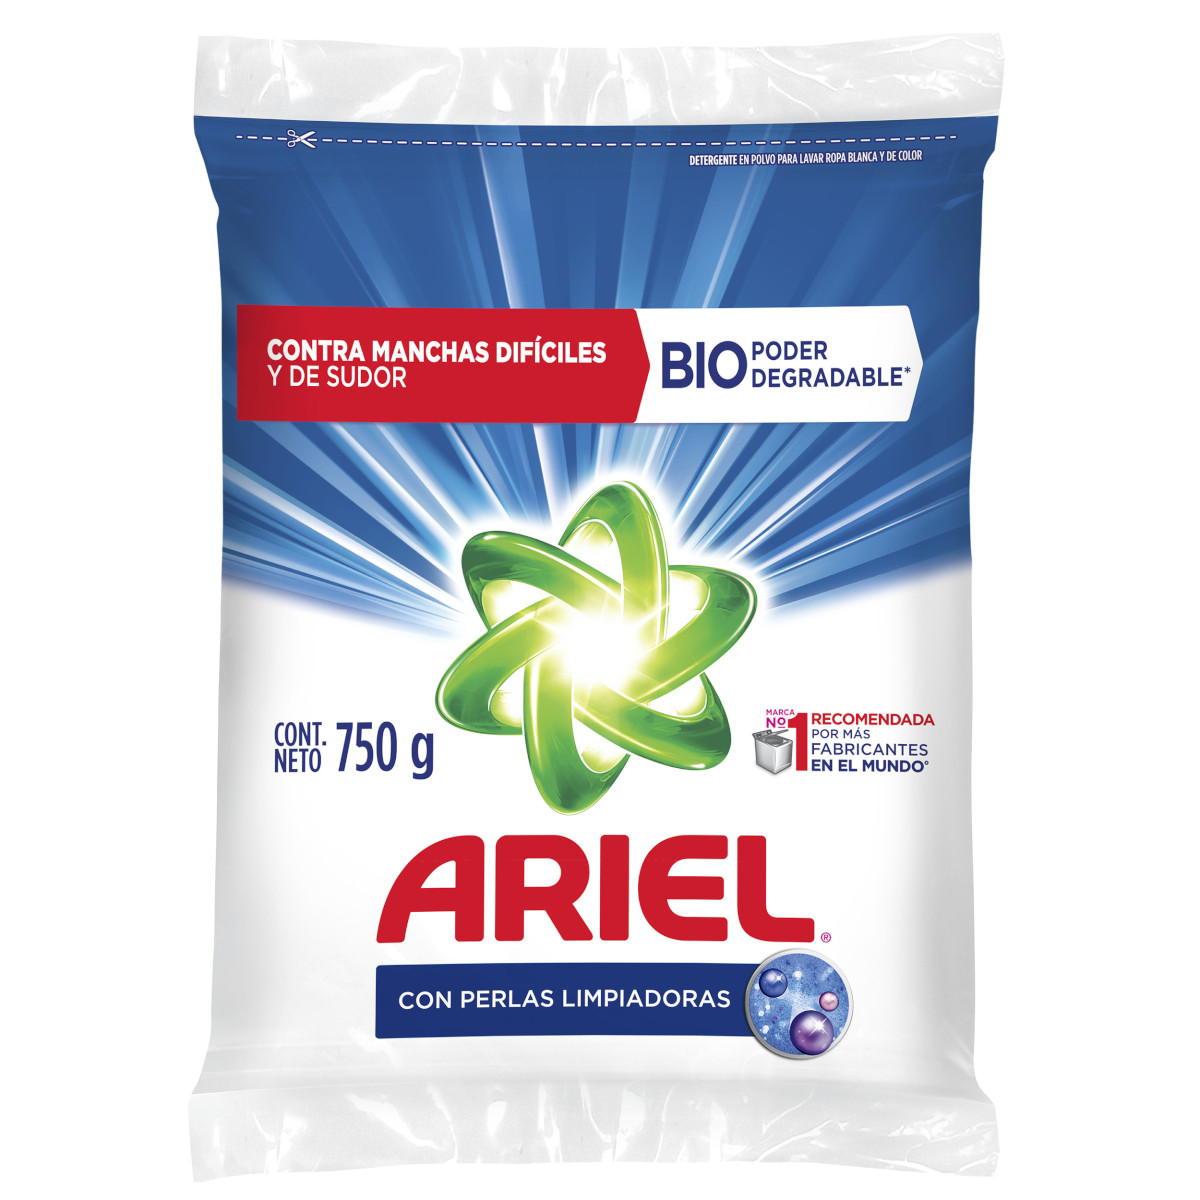 DETERGENTE EN POLVO PARA LAVAR ROPA BLANCA Y DE COLOR
CONTRA MANCHAS DIFÍCILES
Y DE SUDOR
BIO PODER
DEGRADABLE*
CONT.
NETO 750 g
MARCA
Nº 1
RECOMENDADA
POR MÁS
FABRICANTES
EN EL MUNDO°
ARIEL®
CON PERLAS LIMPIADORAS